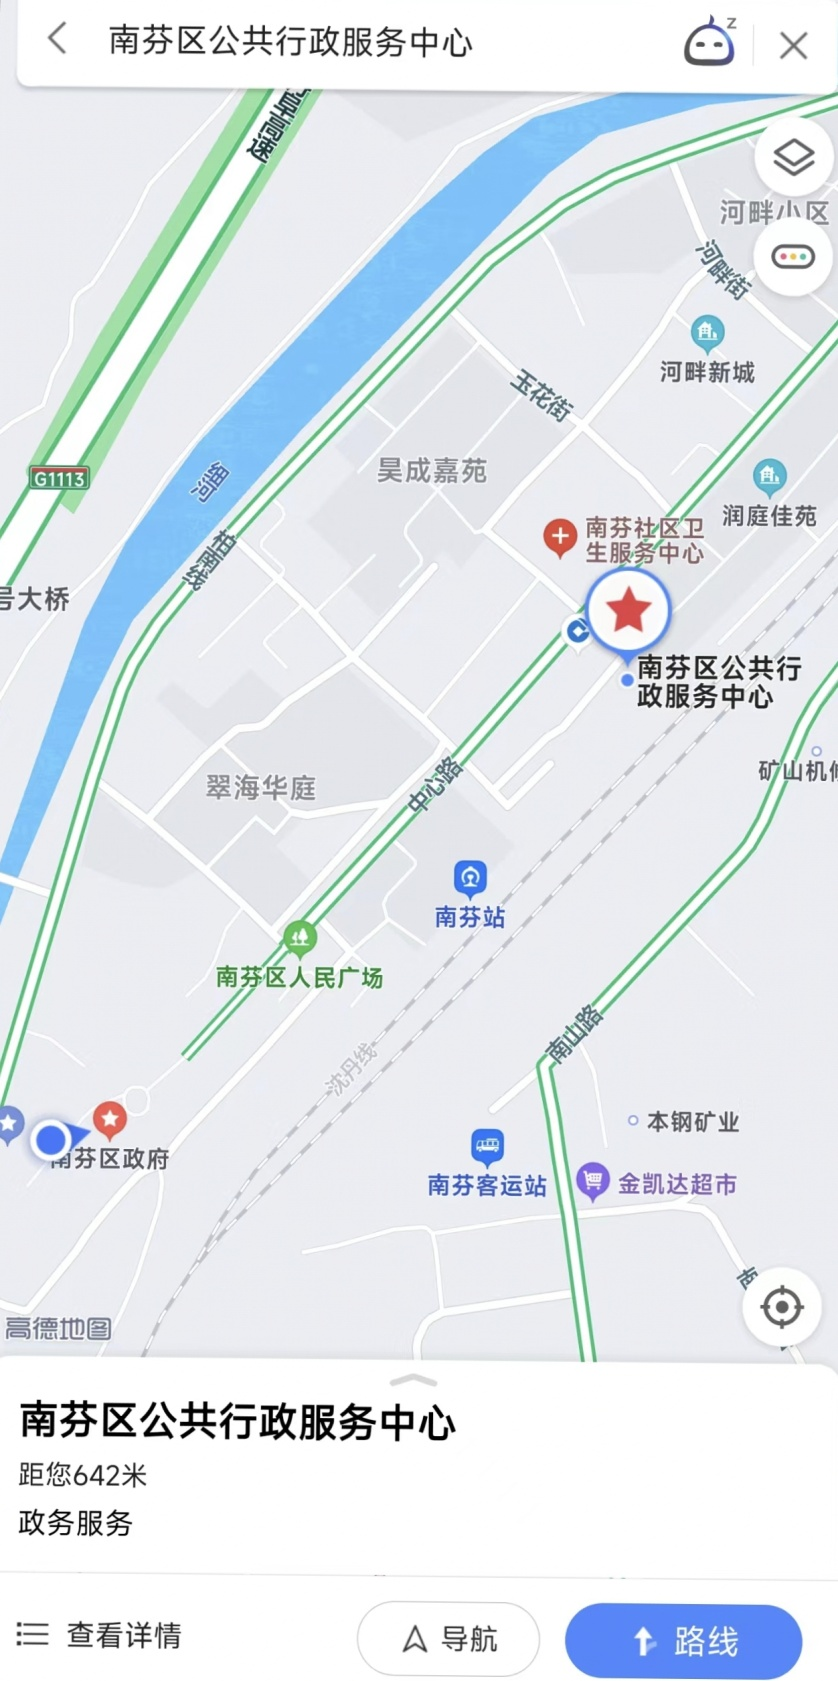 南芬区公共行政服务中心
河畔小区
河畔街
河畔新城
玉花街
G1113
细河
昊成嘉苑
润庭佳苑
南芬社区卫
生服务中心
柏南线
号大桥
南芬区公共行
政服务中心
矿山机
翠海华庭
中心路
南芬站
南芬区人民广场
南山路
沈丹线
本钢矿业
南芬区政府
南芬客运站
金凯达超市
南
高德地图
南芬区公共行政服务中心
距您642米
政务服务
查看详情
导航
路线